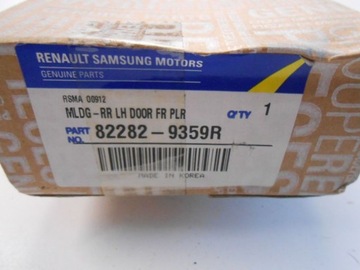 RENAULT SAMSUNG MOTORS
GENUINE PARTS
RSMA 00912
MLDG-RR LH DOOR FR PLR Q'TY 1
PART NO. 82282-9359R
MADE IN KOREA